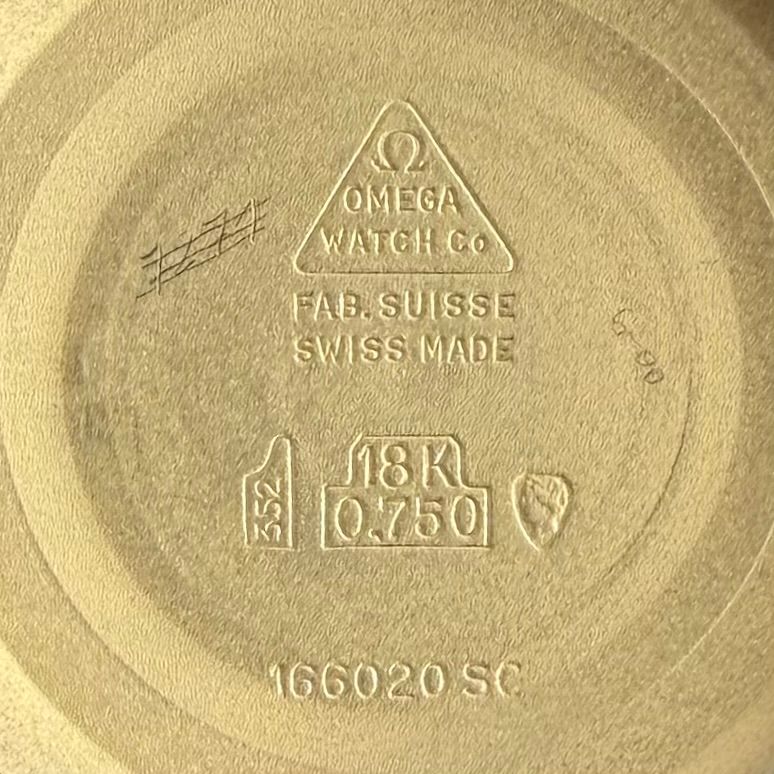 Ω
OMEGA
WATCH Co
FAB. SUISSE
SWISS MADE
18K
352
0.750
166020 SC